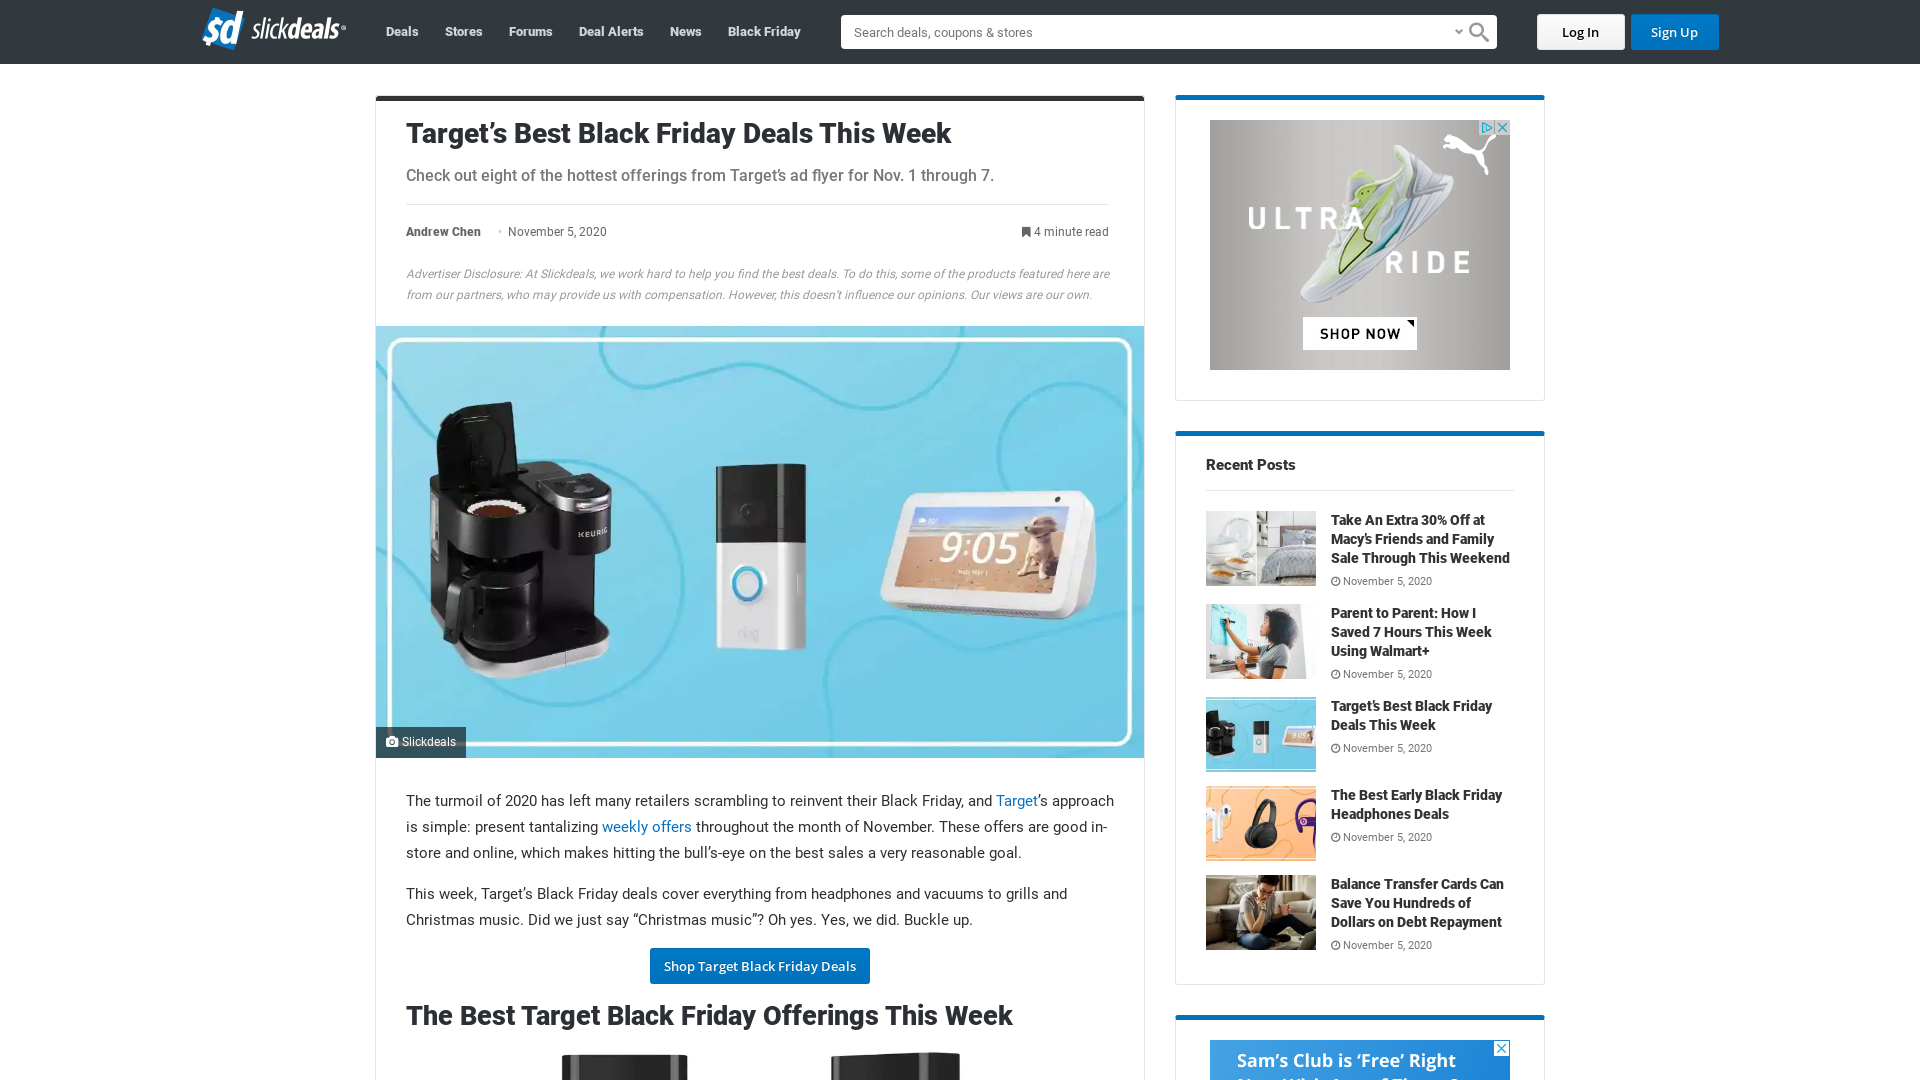 slickdeals
Deals Stores Forums Deal Alerts News Black Friday
Search deals, coupons & stores
Log In Sign Up
Target’s Best Black Friday Deals This Week
Check out eight of the hottest offerings from Target’s ad flyer for Nov. 1 through 7.
Andrew Chen • November 5, 2020 4 minute read
Advertiser Disclosure: At Slickdeals, we work hard to help you find the best deals. To do this, some of the products featured here are
from our partners, who may provide us with compensation. However, this doesn’t influence our opinions. Our views are our own.
KEURIG
ring
9:05
Slickdeals
The turmoil of 2020 has left many retailers scrambling to reinvent their Black Friday, and Target’s approach
is simple: present tantalizing weekly offers throughout the month of November. These offers are good in-
store and online, which makes hitting the bull’s-eye on the best sales a very reasonable goal.
This week, Target’s Black Friday deals cover everything from headphones and vacuums to grills and
Christmas music. Did we just say “Christmas music”? Oh yes. Yes, we did. Buckle up.
Shop Target Black Friday Deals
The Best Target Black Friday Offerings This Week
ULTRA
RIDE
SHOP NOW
Recent Posts
Take An Extra 30% Off at
Macy’s Friends and Family
Sale Through This Weekend
November 5, 2020
Parent to Parent: How I
Saved 7 Hours This Week
Using Walmart+
November 5, 2020
Target’s Best Black Friday
Deals This Week
November 5, 2020
The Best Early Black Friday
Headphones Deals
November 5, 2020
Balance Transfer Cards Can
Save You Hundreds of
Dollars on Debt Repayment
November 5, 2020
Sam’s Club is ‘Free’ Right